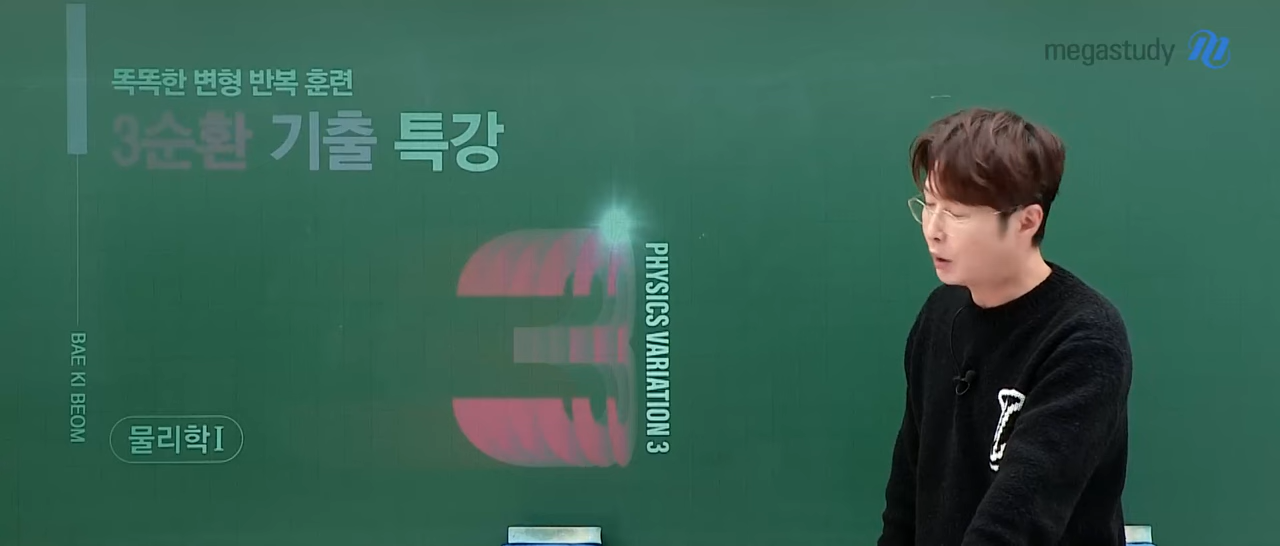 megastudy
똑똑한 변형 반복 훈련
3순환 기출 특강
PHYSICS VARIATION 3
3
BAE KI BEOM
물리학I